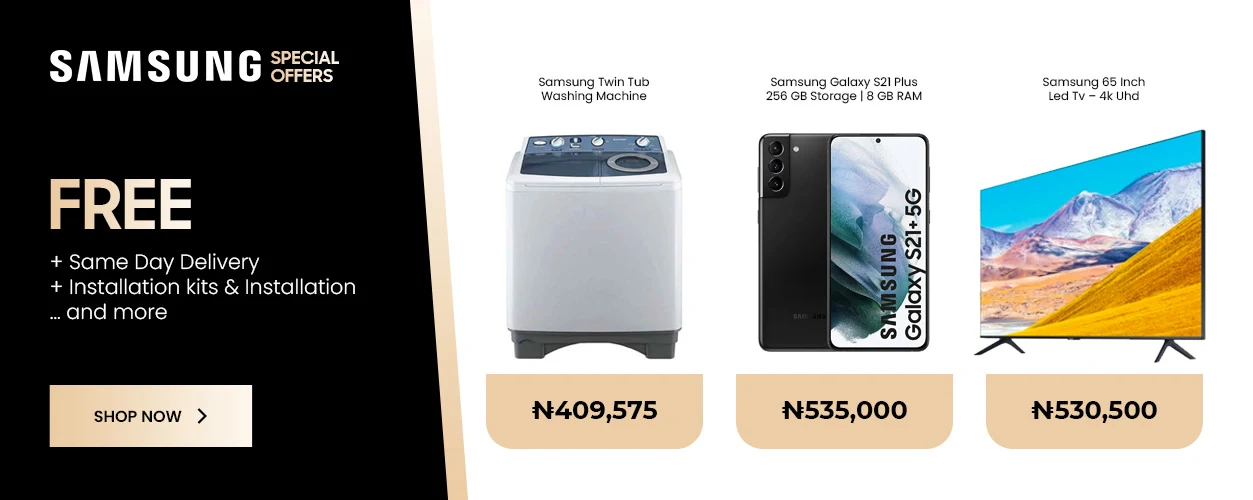 SAMSUNG
SPECIAL
OFFERS
FREE
+ Same Day Delivery
+ Installation kits & Installation
... and more
SHOP NOW
Samsung Twin Tub
Washing Machine
₦409,575
Samsung Galaxy S21 Plus
256 GB Storage | 8 GB RAM
SAMSUNG
SAMSUNG
Galaxy S21+ 5G
₦535,000
Samsung 65 Inch
Led Tv – 4k Uhd
₦530,500